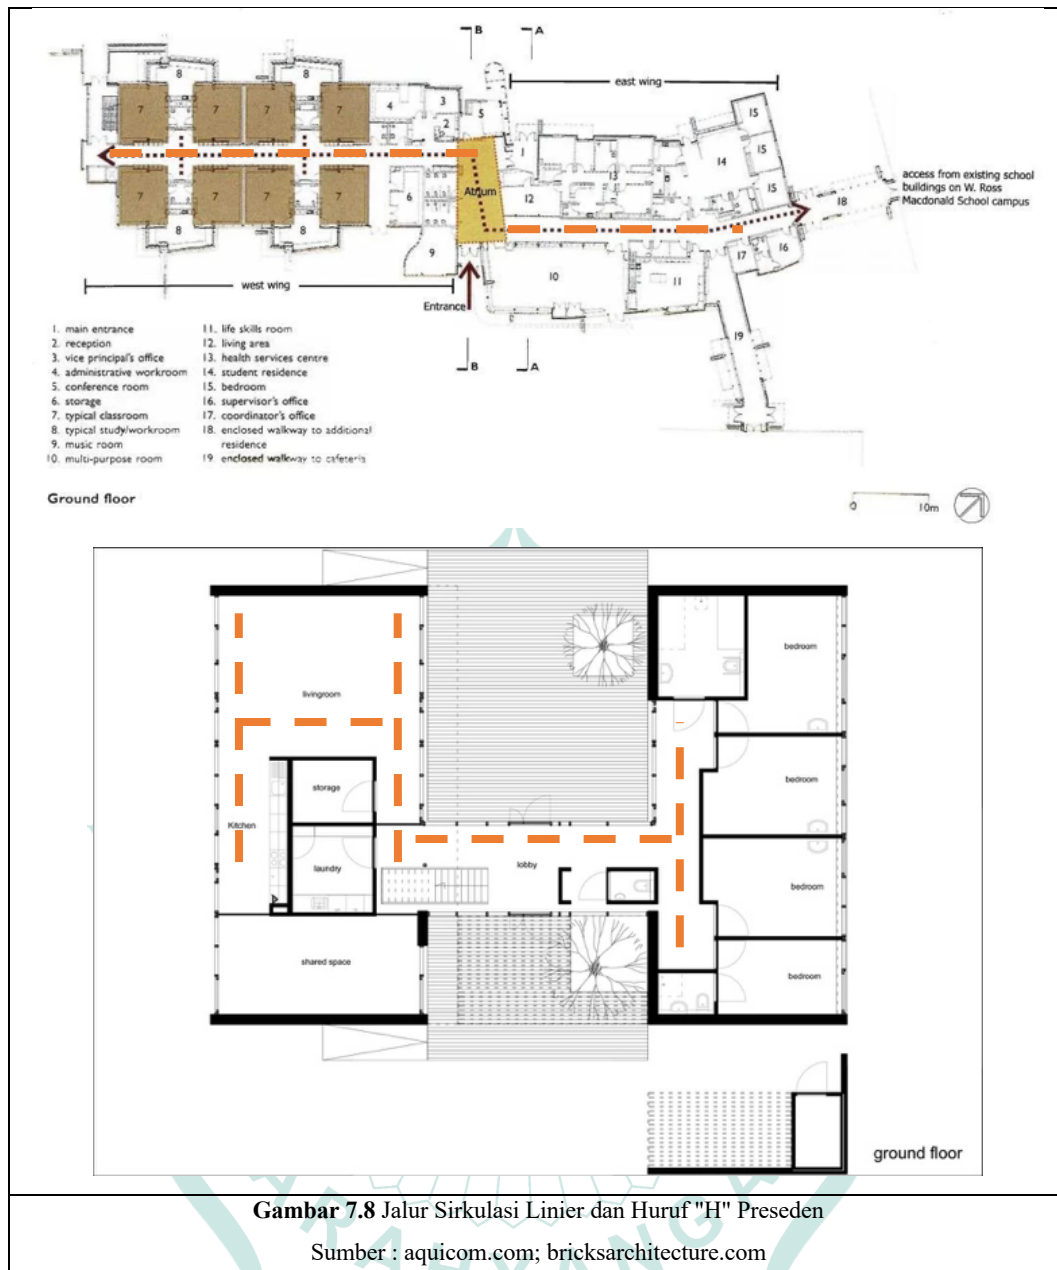 B
A
east wing
8
8
7
7
7
7
4
3
2
5
1
15
15
14
13
15
access from existing school
buildings on W. Ross
Macdonald School campus
Atrium
12
18
7
7
7
7
6
8
8
9
10
11
17
16
west wing
Entrance
19
B
A
1. main entrance
2. reception
3. vice principal's office
4. administrative workroom
5. conference room
6. storage
7. typical classroom
8. typical study/workroom
9. music room
10. multi-purpose room
11. life skills room
12. living area
13. health services centre
14. student residence
15. bedroom
16. supervisor's office
17. coordinator's office
18. enclosed walkway to additional
residence
19 enclosed walkway to cafeteria
Ground floor
0 10m
bedroom
livingroom
bedroom
storage
Kitchen
lobby
laundry
bedroom
shared space
bedroom
ground floor
Gambar 7.8 Jalur Sirkulasi Linier dan Huruf "H" Preseden
Sumber : aquicom.com; bricksarchitecture.com
ARAHYANGA